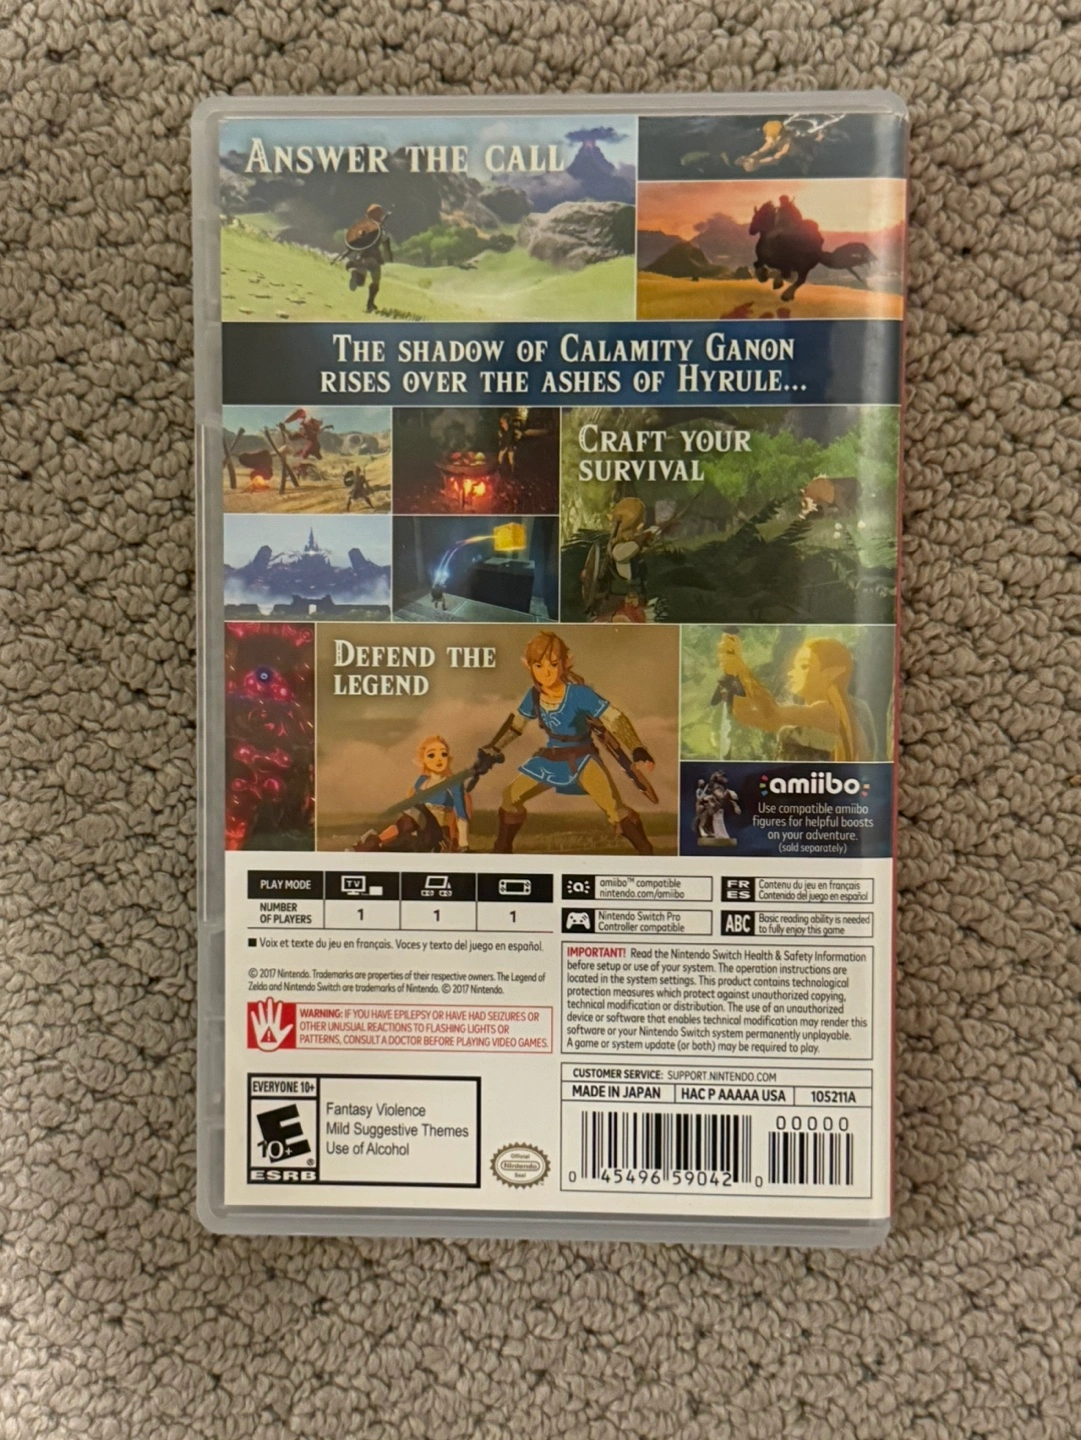 ANSWER THE CALL
THE SHADOW OF CALAMITY GANON
RISES OVER THE ASHES OF HYRULE...
CRAFT YOUR
SURVIVAL
DEFEND THE
LEGEND
amiibo
Use compatible amiibo
figures for helpful boosts
on your adventure.
(sold separately)
PLAY MODE
TV
NUMBER
OF PLAYERS
1
1
1
amiibo™ compatible
nintendo.com/amiibo
FR
ES
Contenu du jeu en français
Contenido del juego en español
Nintendo Switch Pro
Controller compatible
ABC
Basic reading ability is needed
to fully enjoy this game
■ Voix et texte du jeu en français. Voces y texto del juego en español.
© 2017 Nintendo. Trademarks are properties of their respective owners. The Legend of
Zelda and Nintendo Switch are trademarks of Nintendo. © 2017 Nintendo.
WARNING: IF YOU HAVE EPILEPSY OR HAVE HAD SEIZURES OR
OTHER UNUSUAL REACTIONS TO FLASHING LIGHTS OR
PATTERNS, CONSULT A DOCTOR BEFORE PLAYING VIDEO GAMES.
IMPORTANT! Read the Nintendo Switch Health & Safety Information
before setup or use of your system. The operation instructions are
located in the system settings. This product contains technological
protection measures which protect against unauthorized copying,
technical modification or distribution. The use of an unauthorized
device or software that enables technical modification may render this
software or your Nintendo Switch system permanently unplayable.
A game or system update (or both) may be required to play.
EVERYONE 10+
E
10+
®
ESRB
Fantasy Violence
Mild Suggestive Themes
Use of Alcohol
Official
Nintendo
Seal
CUSTOMER SERVICE: SUPPORT.NINTENDO.COM
MADE IN JAPAN
HAC P AAAAA USA
105211A
00000
0 45496 59042 0